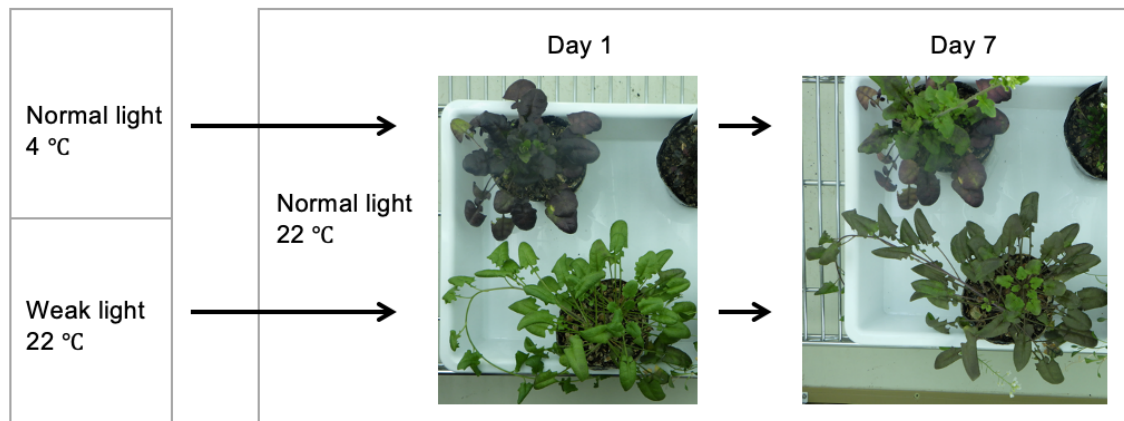 Normal light
4 ℃
Weak light
22 ℃
Normal light
22 ℃
Day 1
Day 7